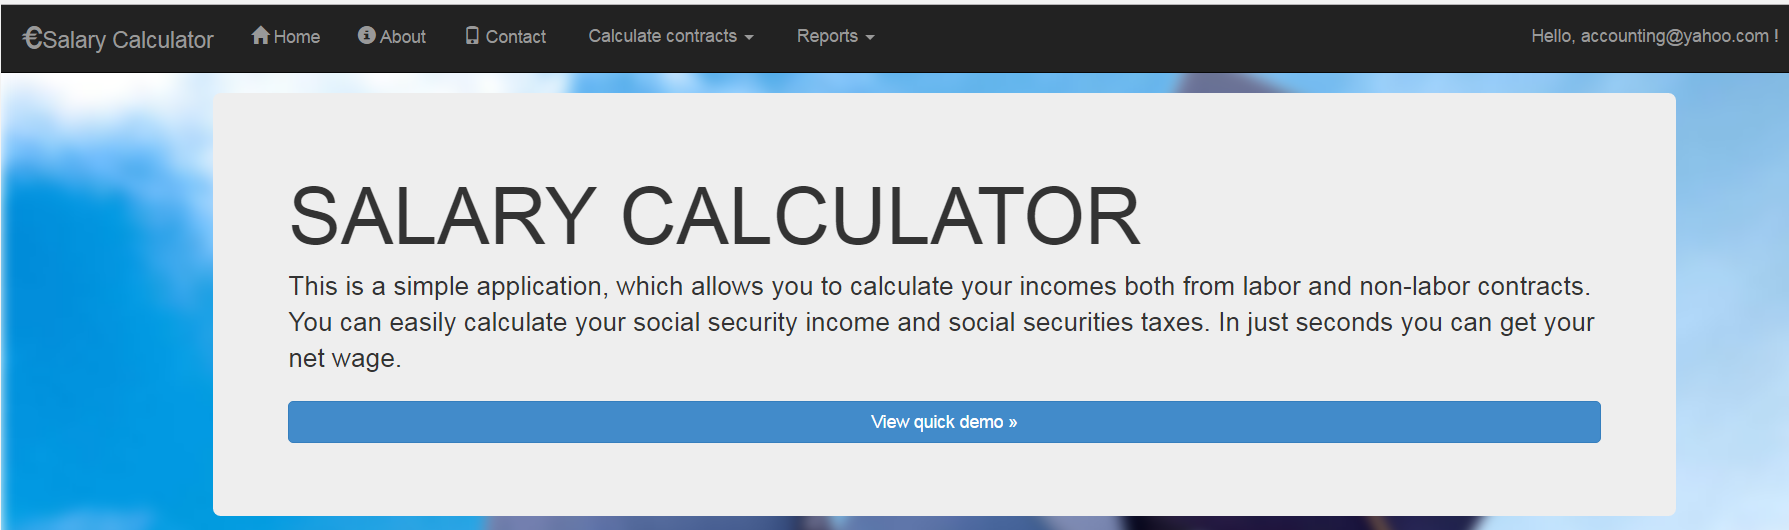 €Salary Calculator Home About Contact Calculate contracts Reports Hello, accounting@yahoo.com !
SALARY CALCULATOR
This is a simple application, which allows you to calculate your incomes both from labor and non-labor contracts.
You can easily calculate your social security income and social securities taxes. In just seconds you can get your
net wage.
View quick demo »